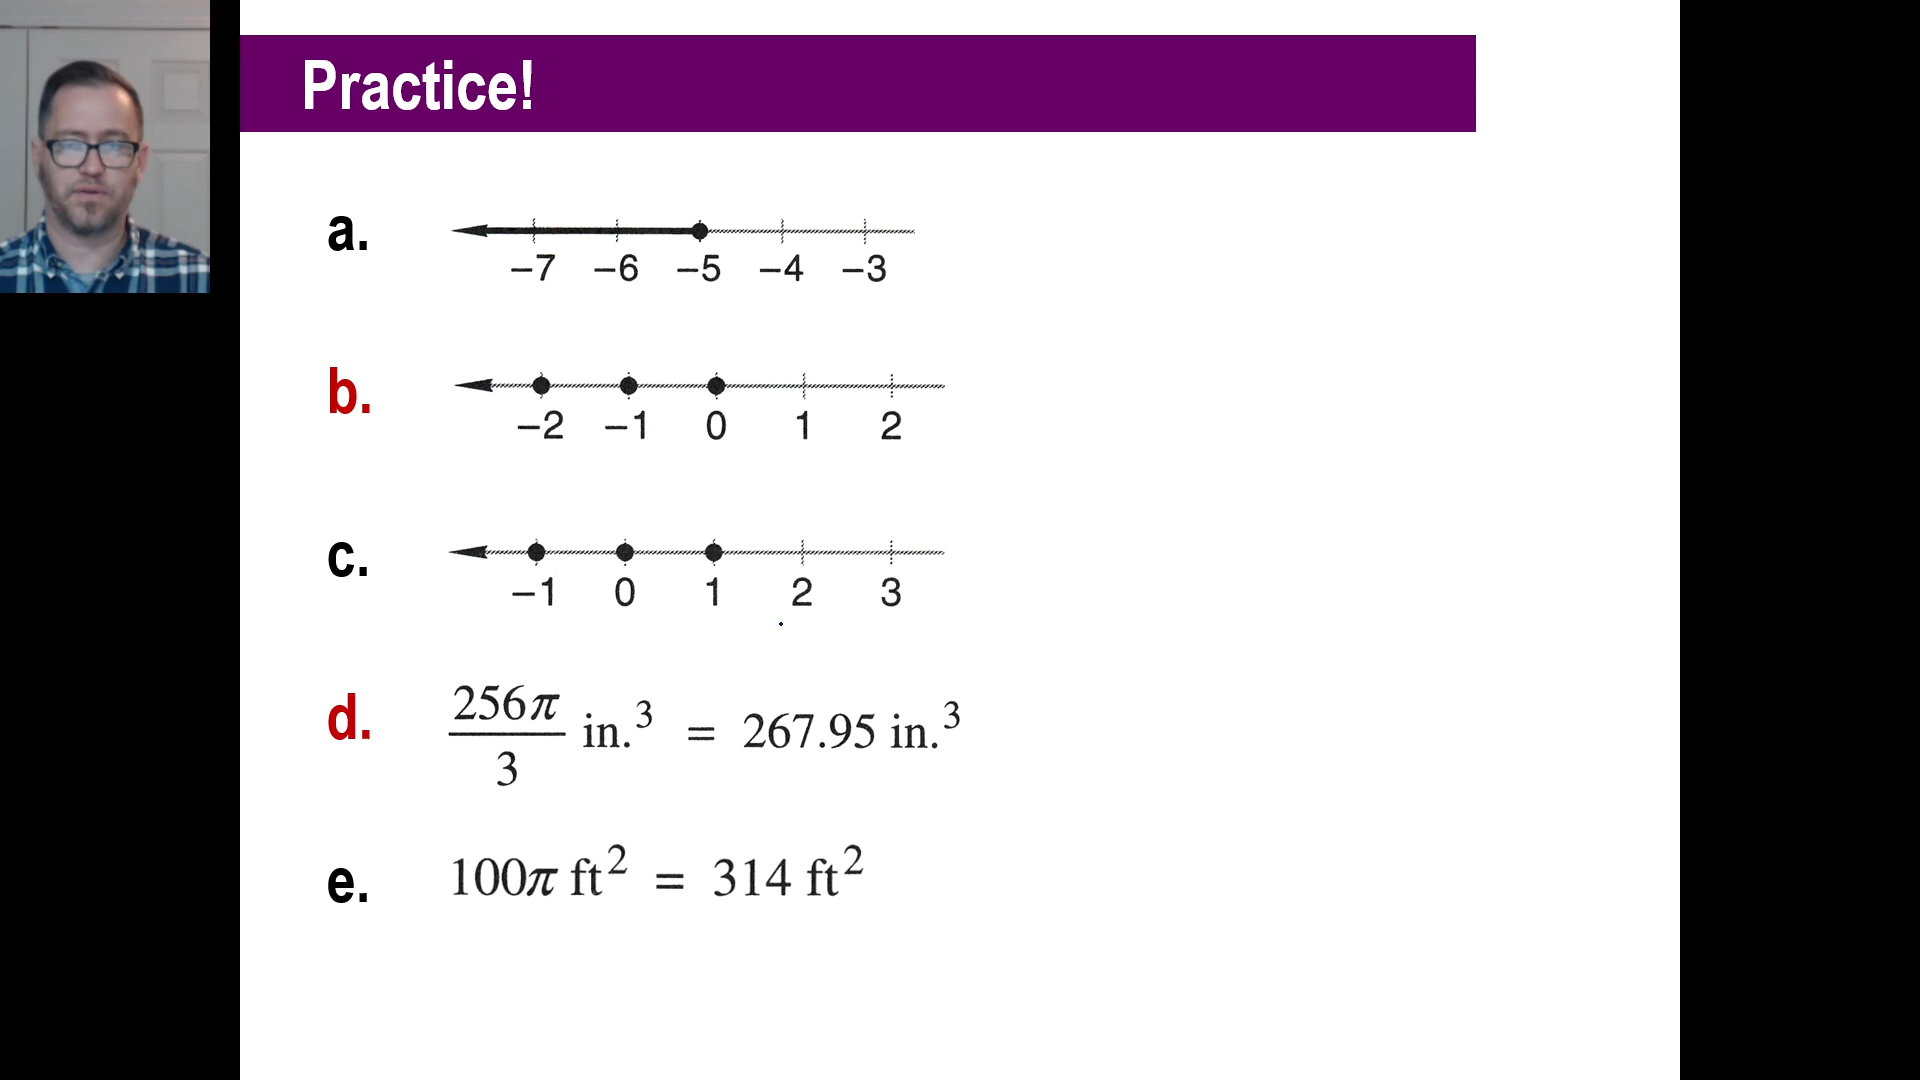 Practice!
a.
−7 −6 −5 −4 −3
b.
−2 −1 0 1 2
c.
−1 0 1 2 3
d. 256π/3 in.³ = 267.95 in.³
e. 100π ft² = 314 ft²